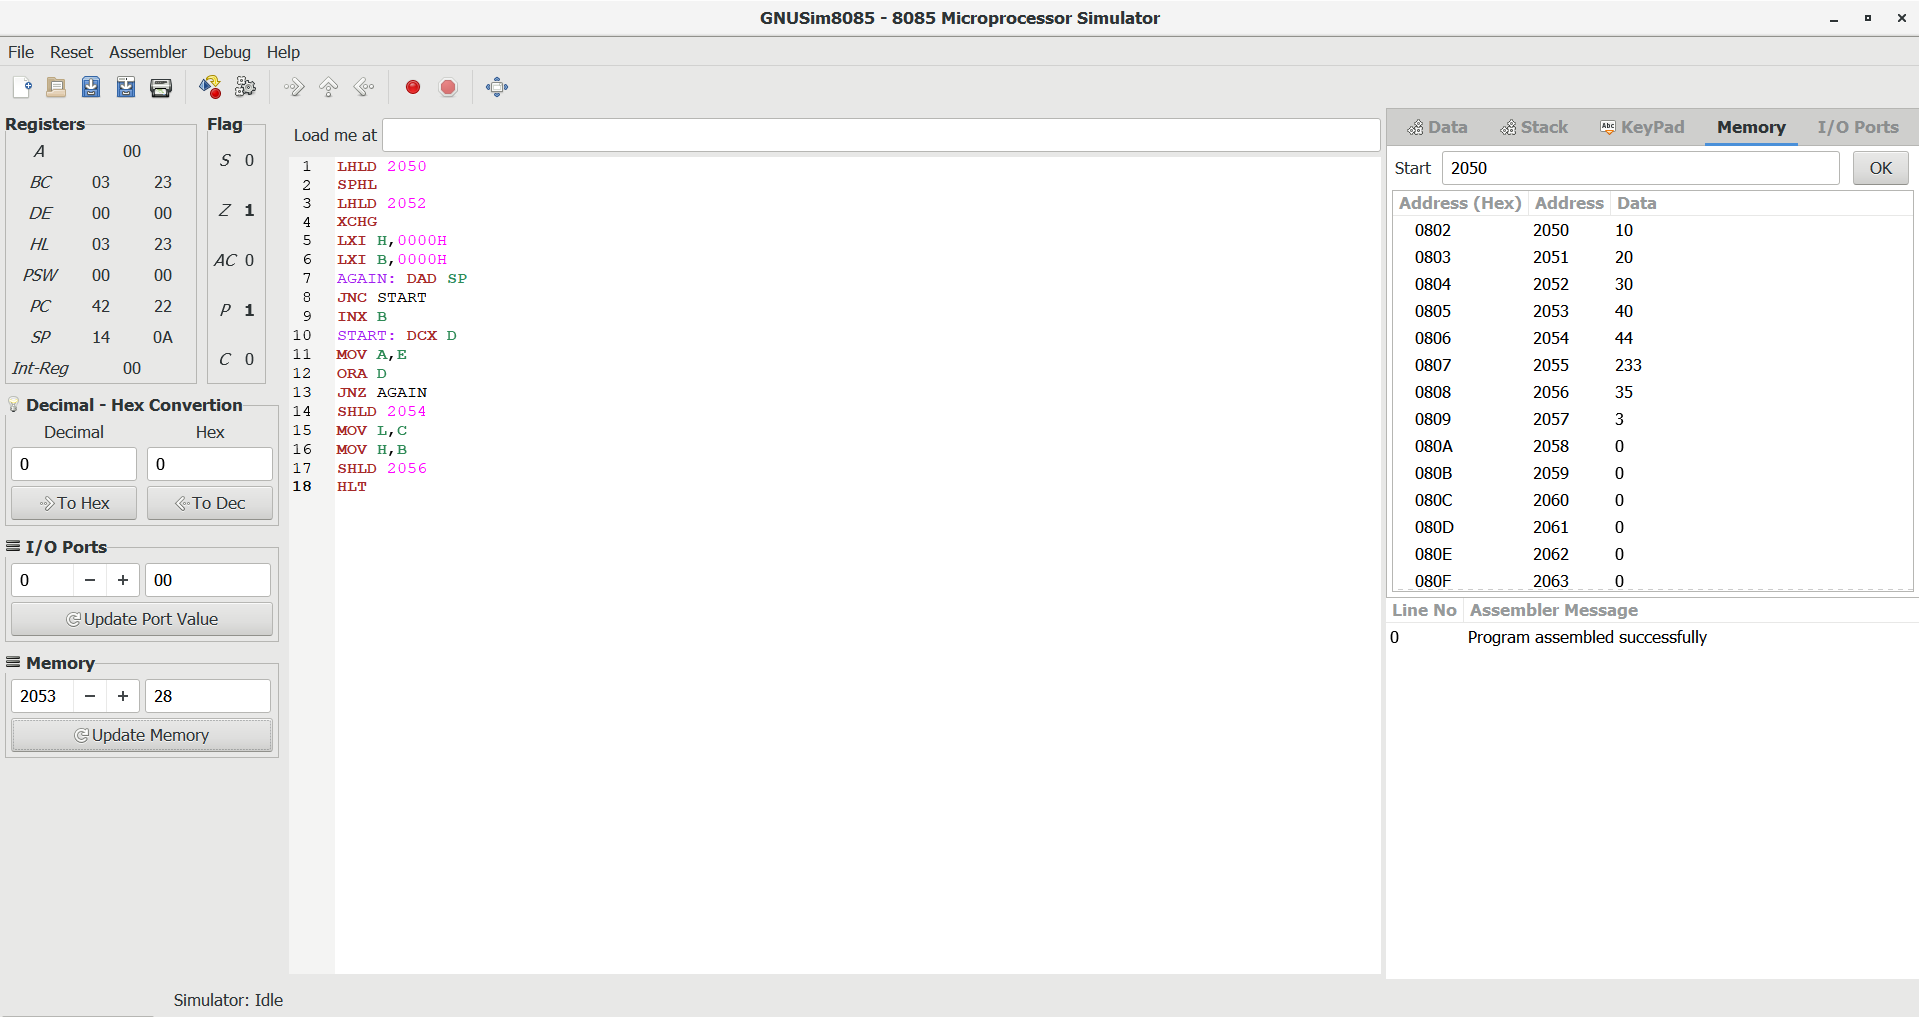 GNUSim8085 - 8085 Microprocessor Simulator
File Reset Assembler Debug Help
Registers
A 00
BC 03 23
DE 00 00
HL 03 23
PSW 00 00
PC 42 22
SP 14 0A
Int-Reg 00
Flag
S 0
Z 1
AC 0
P 1
C 0
Decimal - Hex Convertion
Decimal Hex
0 0
To Hex To Dec
I/O Ports
0 − + 00
Update Port Value
Memory
2053 − + 28
Update Memory
Load me at
1 LHLD 2050
2 SPHL
3 LHLD 2052
4 XCHG
5 LXI H,0000H
6 LXI B,0000H
7 AGAIN: DAD SP
8 JNC START
9 INX B
10 START: DCX D
11 MOV A,E
12 ORA D
13 JNZ AGAIN
14 SHLD 2054
15 MOV L,C
16 MOV H,B
17 SHLD 2056
18 HLT
Data Stack Abc KeyPad Memory I/O Ports
Start 2050 OK
Address (Hex) Address Data
0802 2050 10
0803 2051 20
0804 2052 30
0805 2053 40
0806 2054 44
0807 2055 233
0808 2056 35
0809 2057 3
080A 2058 0
080B 2059 0
080C 2060 0
080D 2061 0
080E 2062 0
080F 2063 0
Line No Assembler Message
0 Program assembled successfully
Simulator: Idle